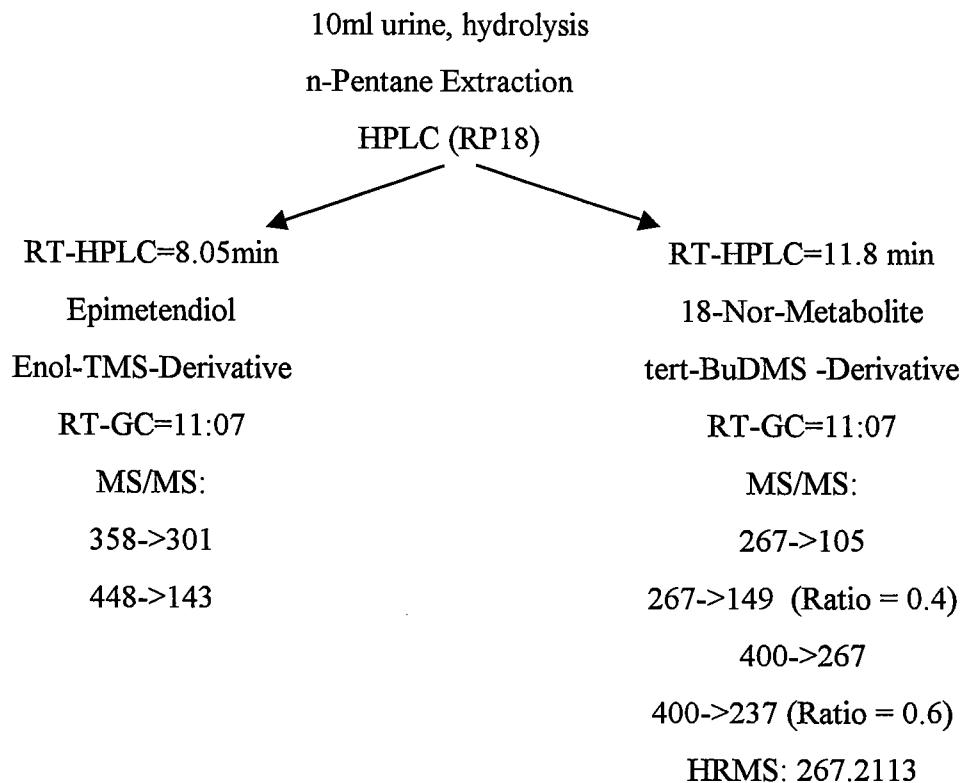 10ml urine, hydrolysis
n-Pentane Extraction
HPLC (RP18)
RT-HPLC=8.05min
Epimetendiol
Enol-TMS-Derivative
RT-GC=11:07
MS/MS:
358->301
448->143
RT-HPLC=11.8 min
18-Nor-Metabolite
tert-BuDMS -Derivative
RT-GC=11:07
MS/MS:
267->105
267->149 (Ratio = 0.4)
400->267
400->237 (Ratio = 0.6)
HRMS: 267.2113